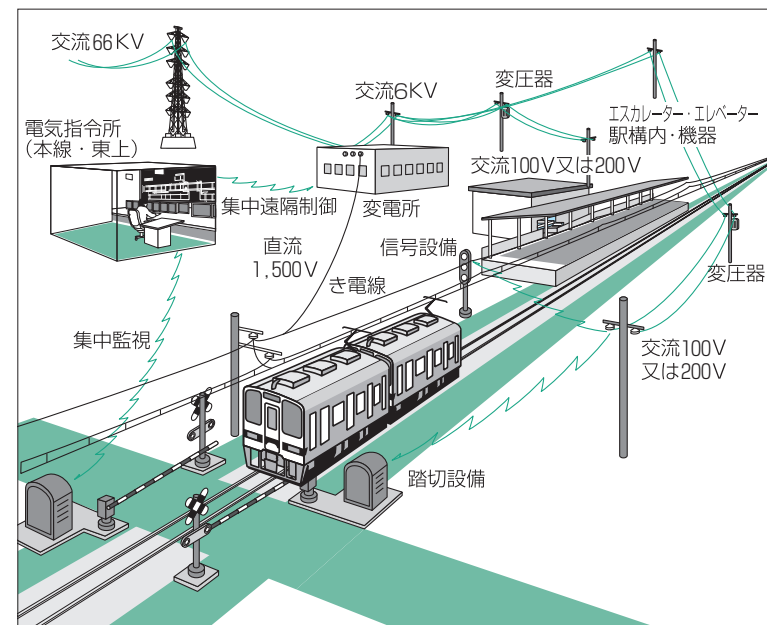 交流66KV
電気指令所
(本線・東上)
集中遠隔制御
変電所
交流6KV
変圧器
エスカレーター・エレベーター
駅構内・機器
交流100V又は200V
直流
1,500V
き電線
信号設備
変圧器
集中監視
交流100V
又は200V
踏切設備